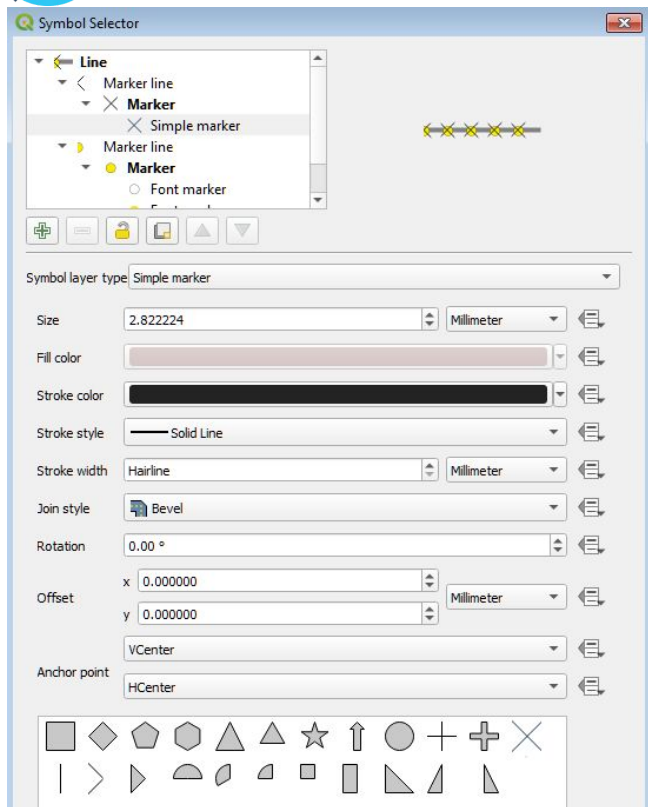 Symbol Selector
Line
Marker line
Marker
Simple marker
Marker line
Marker
Font marker
Symbol layer type Simple marker
Size 2.822224 Millimeter
Fill color
Stroke color
Stroke style Solid Line
Stroke width Hairline Millimeter
Join style Bevel
Rotation 0.00 °
x 0.000000
Offset Millimeter
y 0.000000
VCenter
Anchor point
HCenter